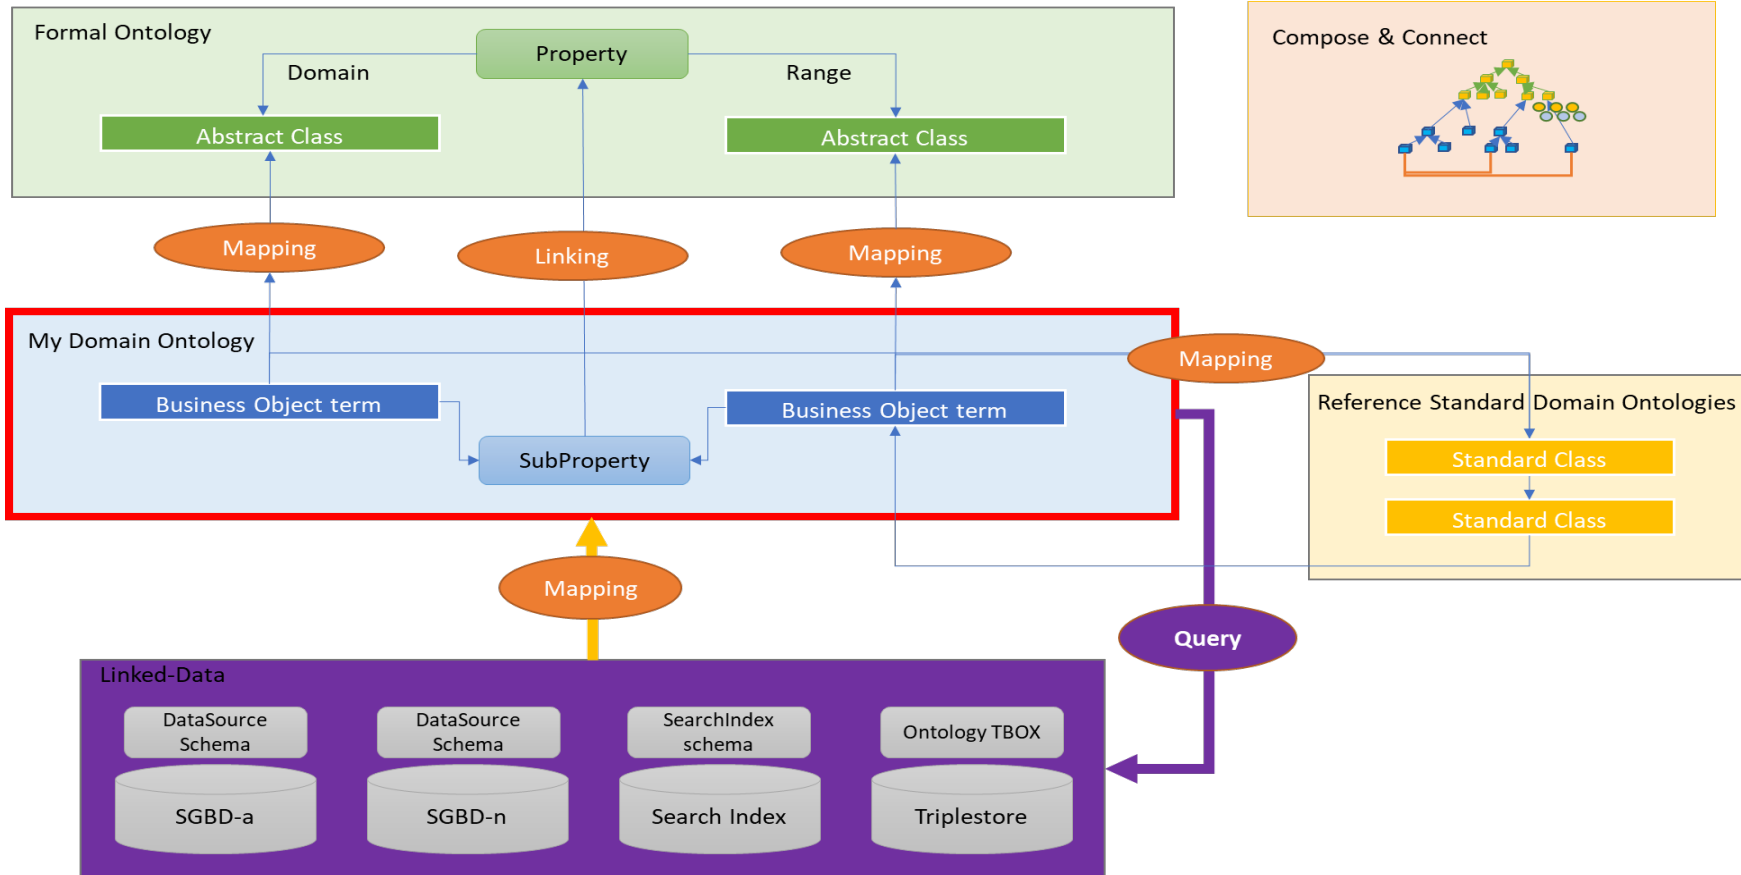 Formal Ontology
Property
Domain
Range
Abstract Class
Abstract Class
Compose & Connect
Mapping
Linking
Mapping
My Domain Ontology
Mapping
Business Object term
Business Object term
SubProperty
Reference Standard Domain Ontologies
Standard Class
Standard Class
Mapping
Query
Linked-Data
DataSource
Schema
DataSource
Schema
SearchIndex
schema
Ontology TBOX
SGBD-a
SGBD-n
Search Index
Triplestore